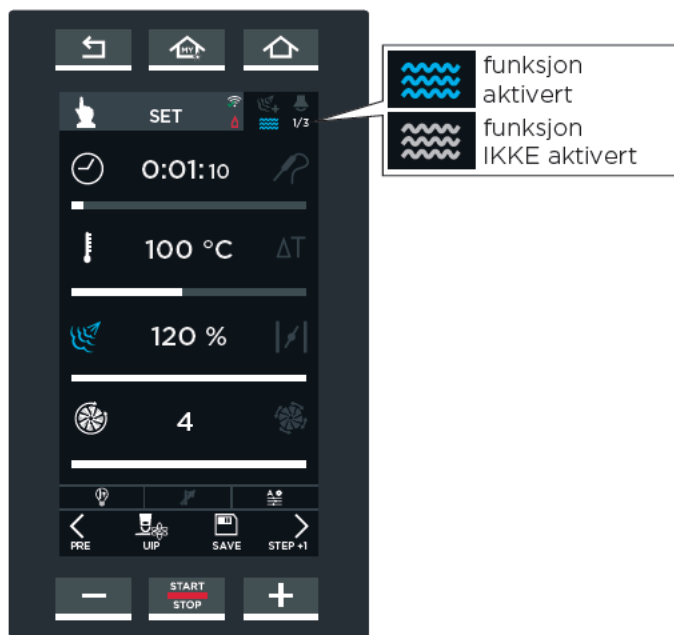 MY
SET
1/3
funksjon
aktivert
funksjon
IKKE aktivert
0:01:10
100 °C
ΔT
120 %
4
A
PRE
UIP
SAVE
STEP +1
−
START
STOP
+